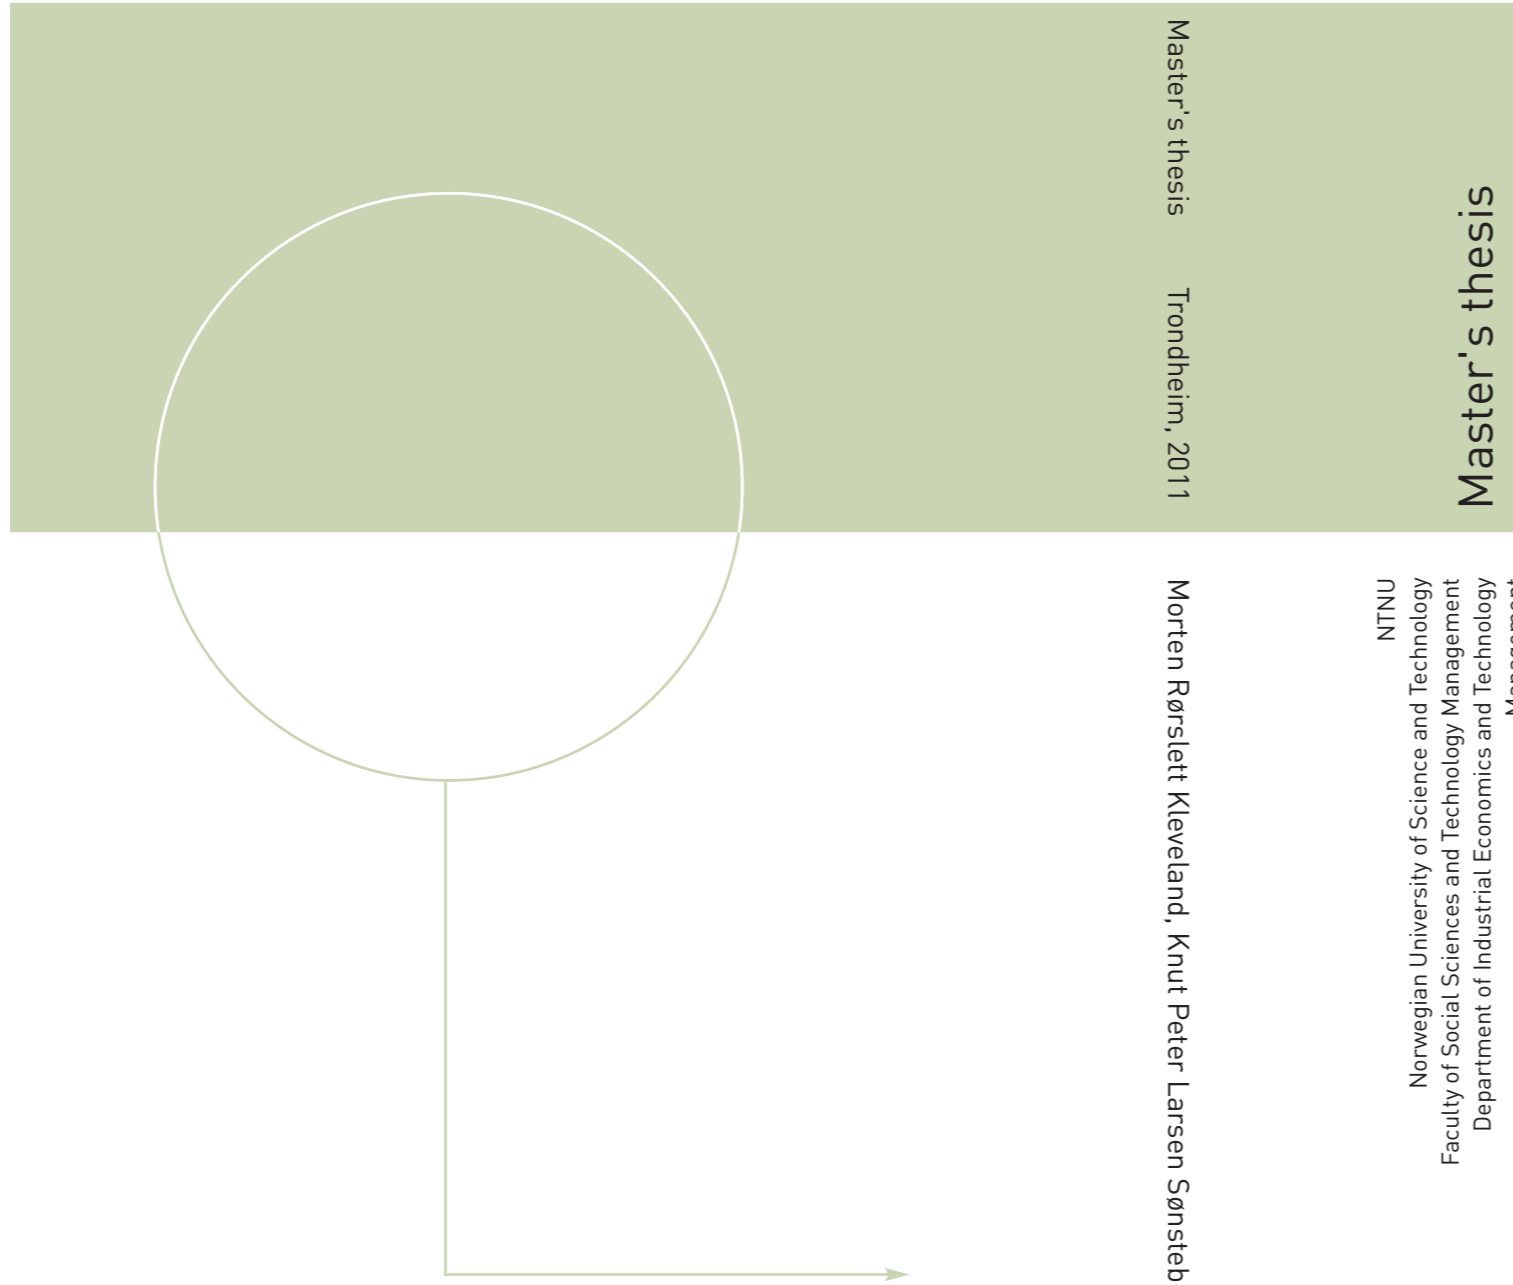 Master's thesis
Trondheim, 2011
Morten Rørslett Kleveland, Knut Peter Larsen Sønsteb
Master's thesis
NTNU
Norwegian University of Science and Technology
Faculty of Social Sciences and Technology Management
Department of Industrial Economics and Technology